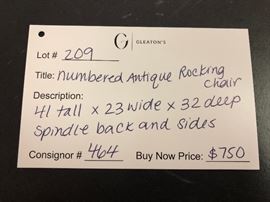 G GLEATON'S
Lot # 209
Title: numbered Antique Rocking
chair
Description:
41 tall x 23 wide x 32 deep
spindle back and sides
Consignor # 464 Buy Now Price: $750